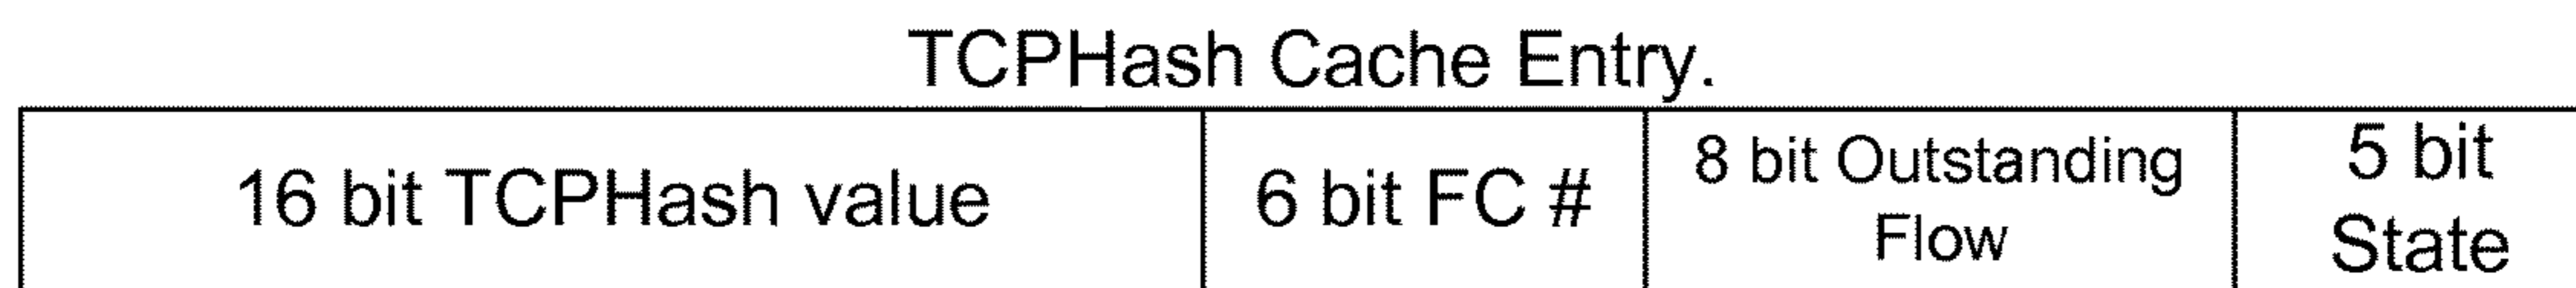 TCPHash Cache Entry.
16 bit TCPHash value
6 bit FC #
8 bit Outstanding
Flow
5 bit
State